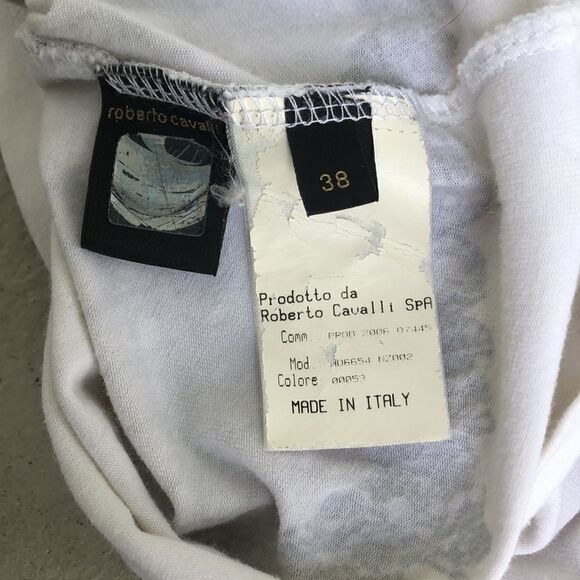 roberto cavalli
38
Prodotto da
Roberto Cavalli SpA
Comm. PROD 2006 07445
Mod. NZ002
Colore 00053
MADE IN ITALY